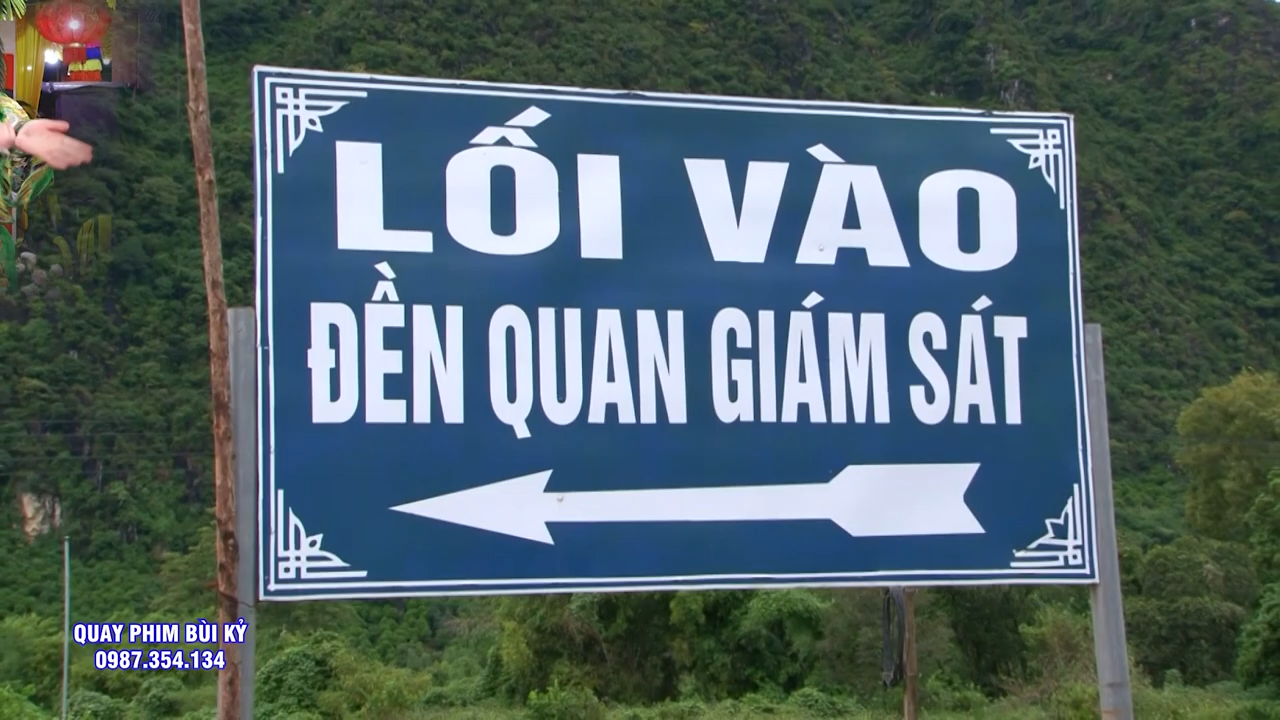 LỐI VÀO
ĐỀN QUAN GIÁM SÁT
QUAY PHIM BÙI KỶ
0987.354.134